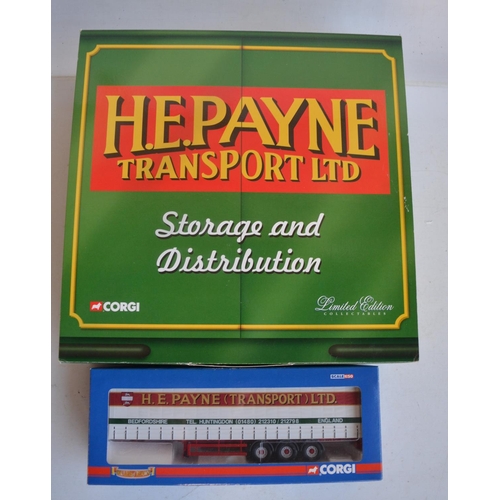 H.E.PAYNE
TRANSPORT LTD
Storage and
Distribution
CORGI
Limited Edition
COLLECTABLES
H.E.PAYNE (TRANSPORT) LTD.
BEDFORDSHIRE TEL. HUNTINGDON (01480) 212310 / 212798 ENGLAND
CORGI